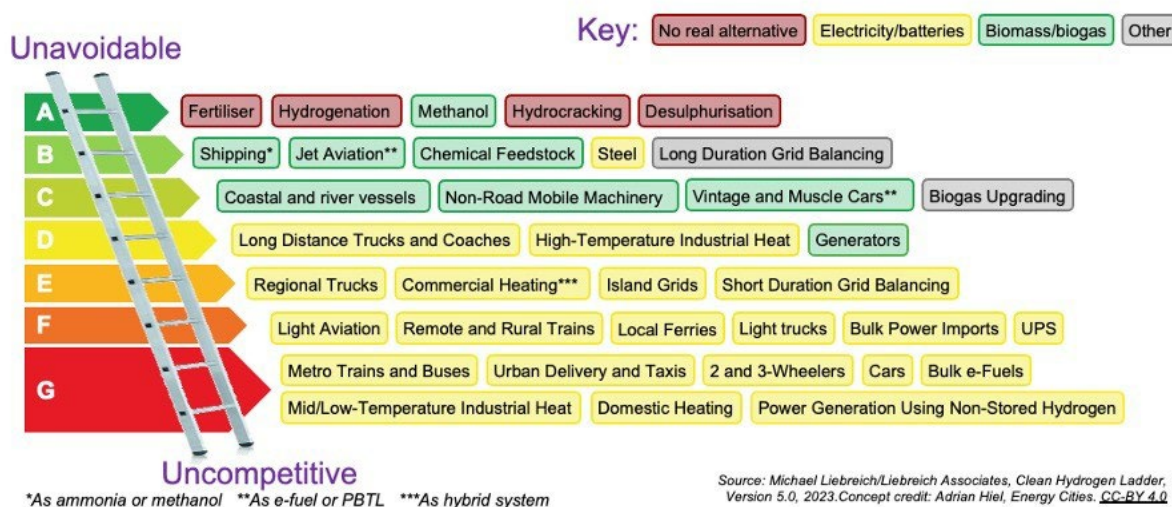 Key: No real alternative Electricity/batteries Biomass/biogas Other
Unavoidable
A Fertiliser Hydrogenation Methanol Hydrocracking Desulphurisation
B Shipping* Jet Aviation** Chemical Feedstock Steel Long Duration Grid Balancing
C Coastal and river vessels Non-Road Mobile Machinery Vintage and Muscle Cars** Biogas Upgrading
D Long Distance Trucks and Coaches High-Temperature Industrial Heat Generators
E Regional Trucks Commercial Heating*** Island Grids Short Duration Grid Balancing
F Light Aviation Remote and Rural Trains Local Ferries Light trucks Bulk Power Imports UPS
G
Metro Trains and Buses Urban Delivery and Taxis 2 and 3-Wheelers Cars Bulk e-Fuels
Mid/Low-Temperature Industrial Heat Domestic Heating Power Generation Using Non-Stored Hydrogen
Uncompetitive
*As ammonia or methanol **As e-fuel or PBTL ***As hybrid system
Source: Michael Liebreich/Liebreich Associates, Clean Hydrogen Ladder,
Version 5.0, 2023.Concept credit: Adrian Hiel, Energy Cities. CC-BY 4.0